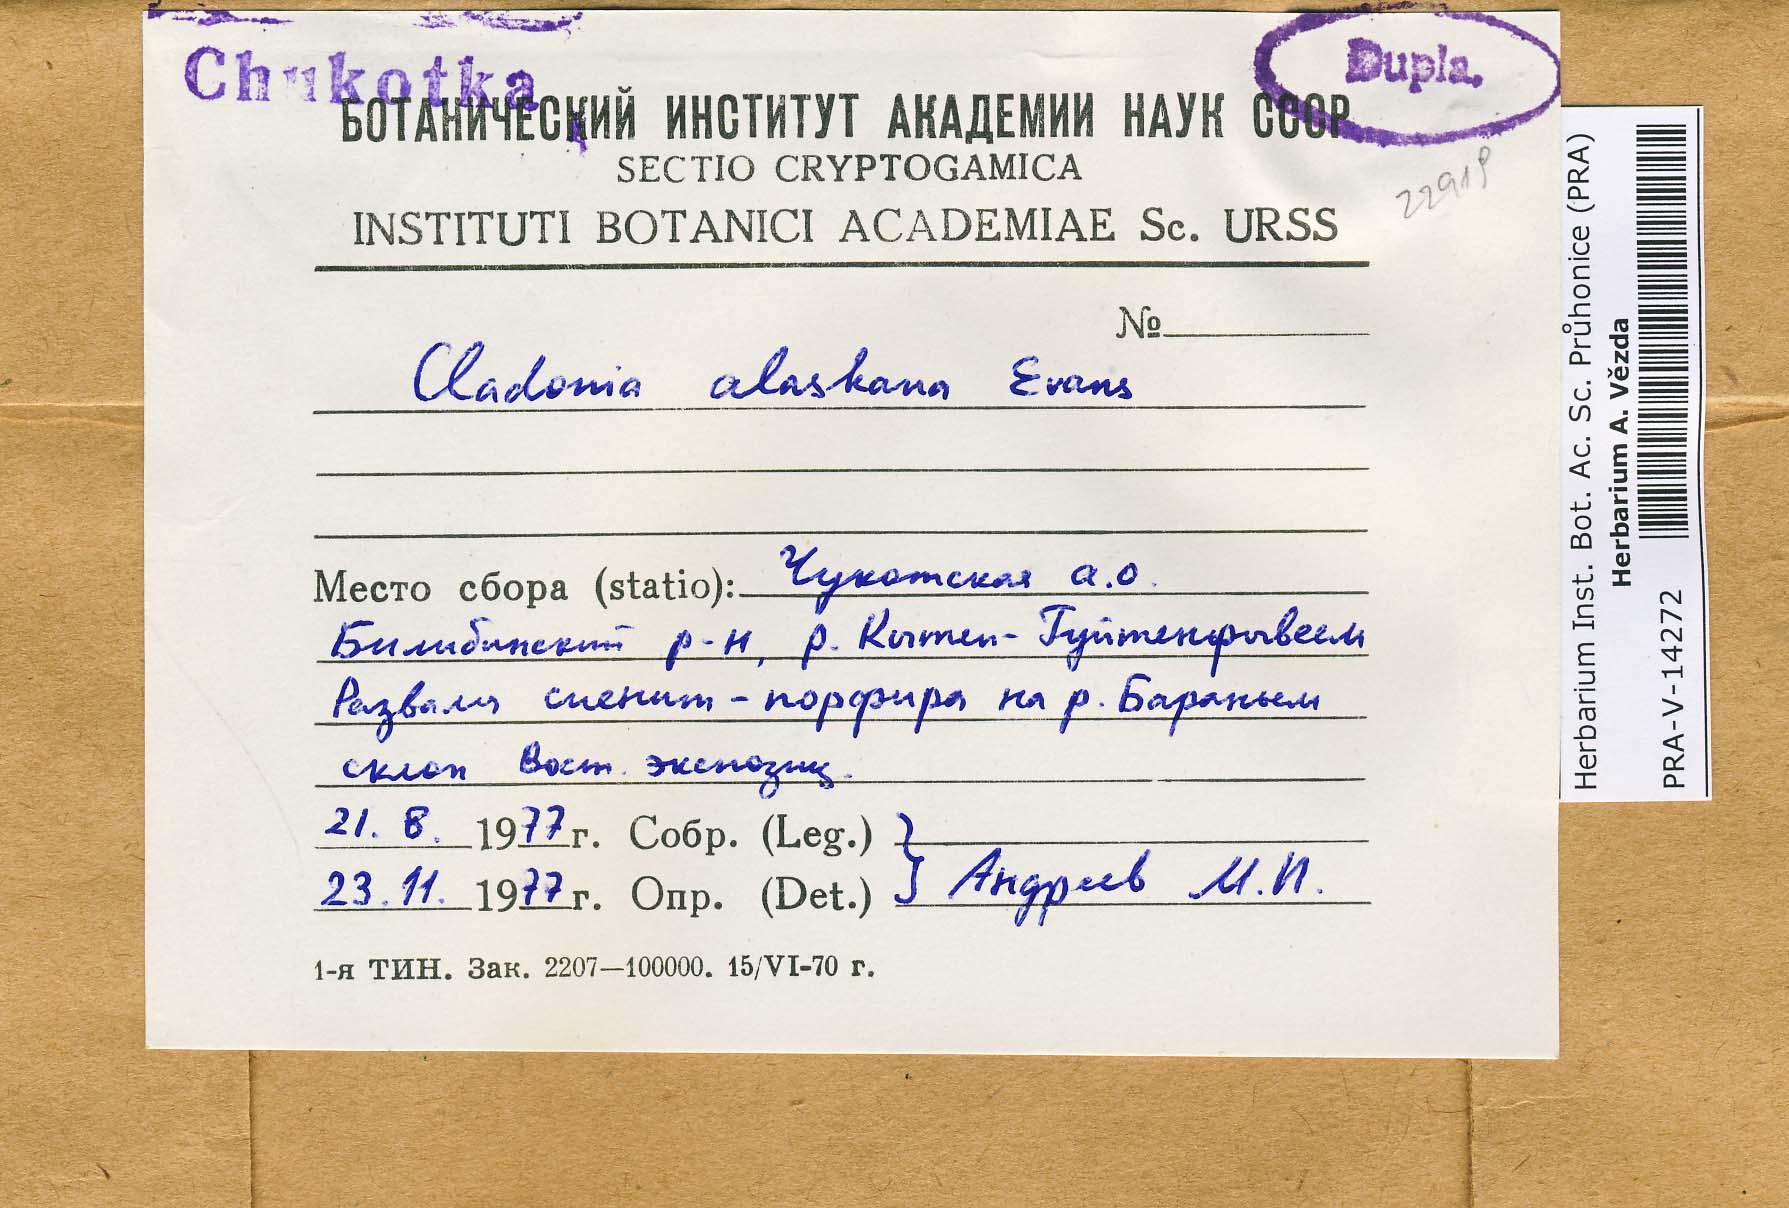 Chukotka
Dupla.
БОТАНИЧЕСКИЙ ИНСТИТУТ АКАДЕМИИ НАУК СССР
SECTIO CRYPTOGAMICA
INSTITUTI BOTANICI ACADEMIAE Sc. URSS
22919
№
Cladonia alaskana Evans
Место сбора (statio): Чукотская а.о.
Билибинский р-н, р. Кытеп-Гуйтенрывеем
Развалы сиенит-порфира на р. Бараньем
склон Вост. экспозиц.
21. 8. 1977 г. Собр. (Leg.)
23. 11. 1977 г. Опр. (Det.) } Андреев М.П.
1-я ТИН. Зак. 2207—100000. 15/VI-70 г.
Herbarium Inst. Bot. Ac. Sc. Průhonice (PRA)
Herbarium A. Vězda
PRA-V-14272